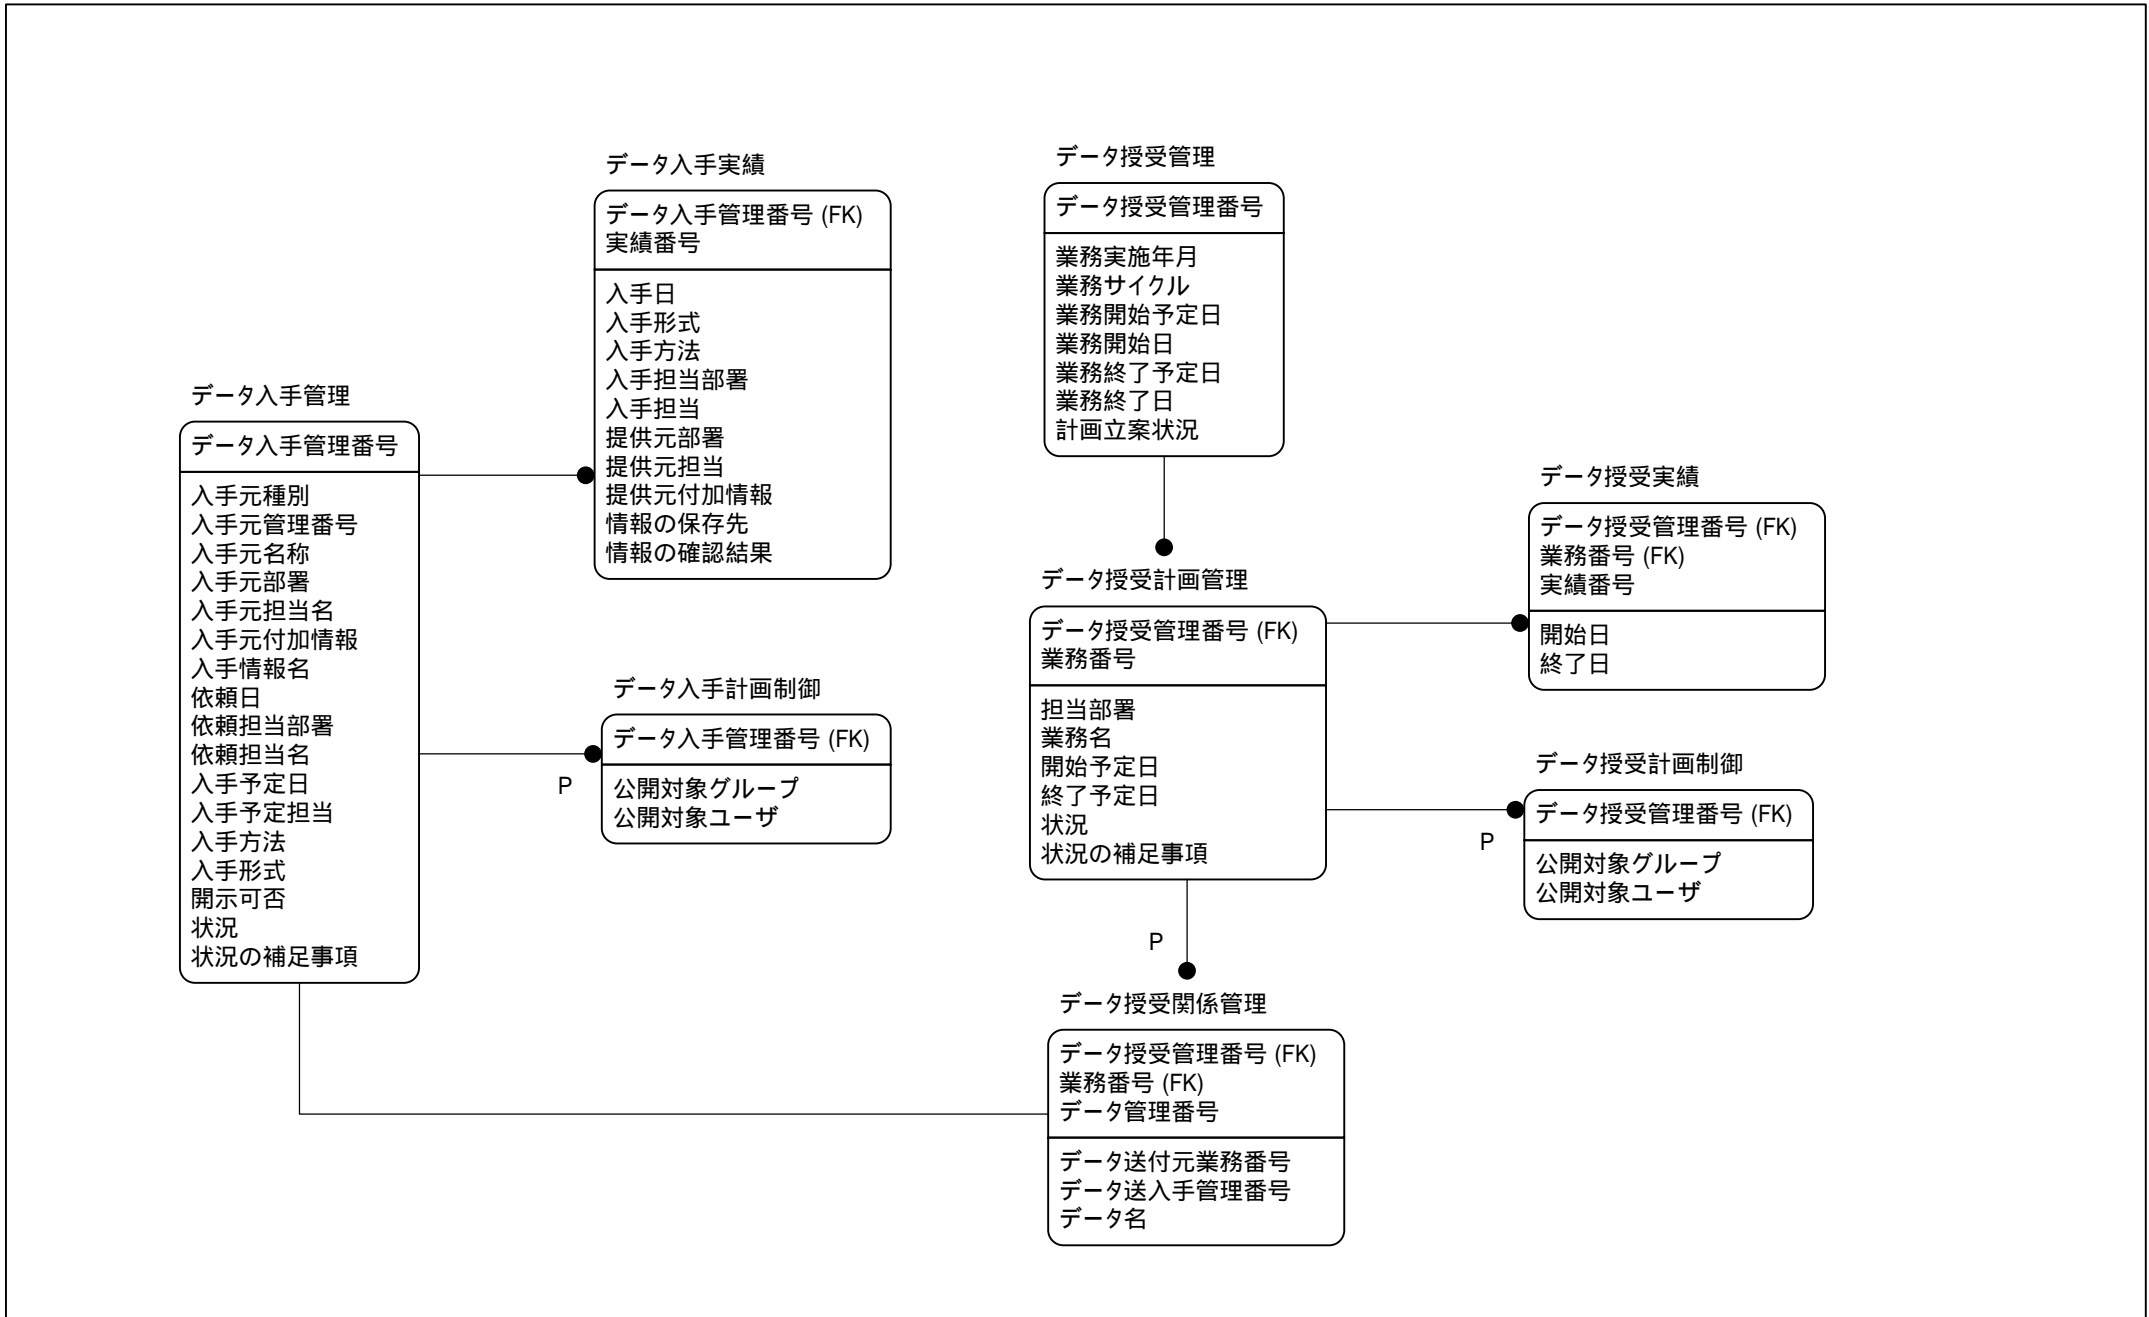 データ入手実績
データ入手管理番号 (FK)
実績番号
入手日
入手形式
入手方法
入手担当部署
入手担当
提供元部署
提供元担当
提供元付加情報
情報の保存先
情報の確認結果
データ授受管理
データ授受管理番号
業務実施年月
業務サイクル
業務開始予定日
業務開始日
業務終了予定日
業務終了日
計画立案状況
データ入手管理
データ入手管理番号
入手元種別
入手元管理番号
入手元名称
入手元部署
入手元担当名
入手元付加情報
入手情報名
依頼日
依頼担当部署
依頼担当名
入手予定日
入手予定担当
入手方法
入手形式
開示可否
状況
状況の補足事項
データ授受実績
データ授受管理番号 (FK)
業務番号 (FK)
実績番号
開始日
終了日
データ授受計画管理
データ授受管理番号 (FK)
業務番号
担当部署
業務名
開始予定日
終了予定日
状況
状況の補足事項
データ入手計画制御
データ入手管理番号 (FK)
公開対象グループ
公開対象ユーザ
P
データ授受計画制御
データ授受管理番号 (FK)
公開対象グループ
公開対象ユーザ
P
P
データ授受関係管理
データ授受管理番号 (FK)
業務番号 (FK)
データ管理番号
データ送付元業務番号
データ送入手管理番号
データ名